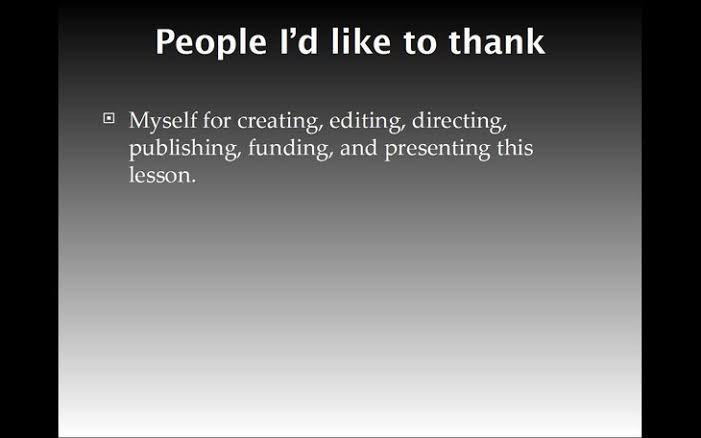 People I’d like to thank
Myself for creating, editing, directing,
publishing, funding, and presenting this
lesson.